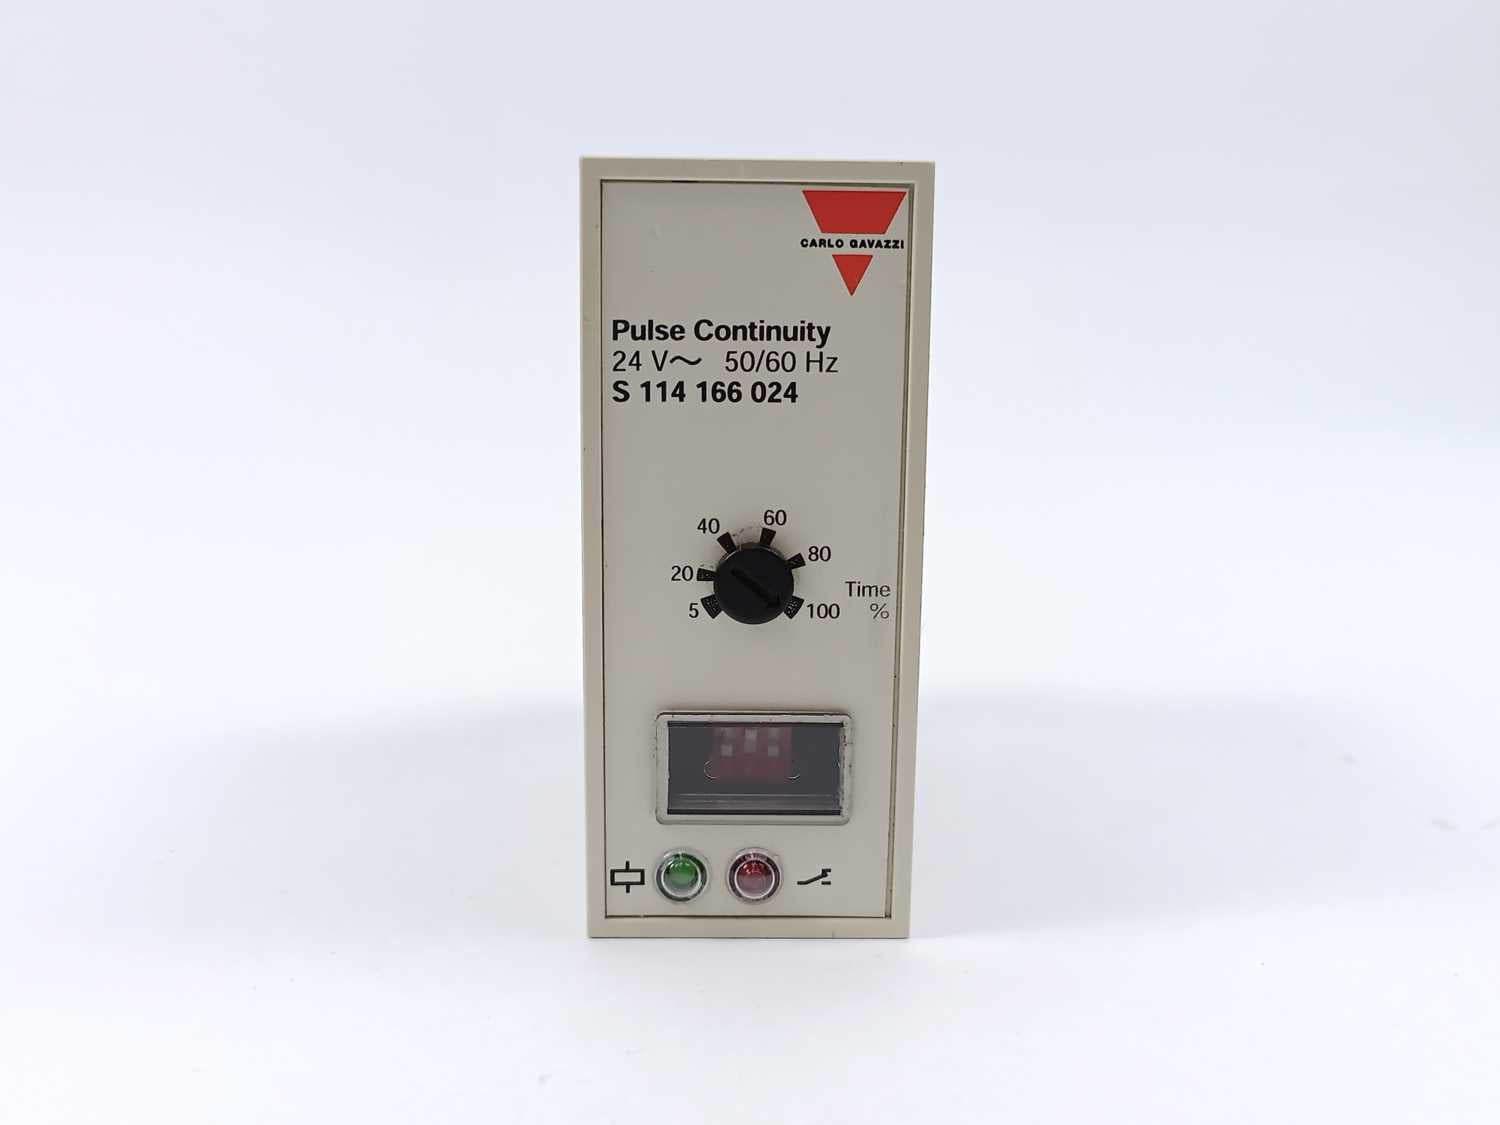 CARLO GAVAZZI
Pulse Continuity
24 V~ 50/60 Hz
S 114 166 024
40 60
20 80
5 100
Time
%